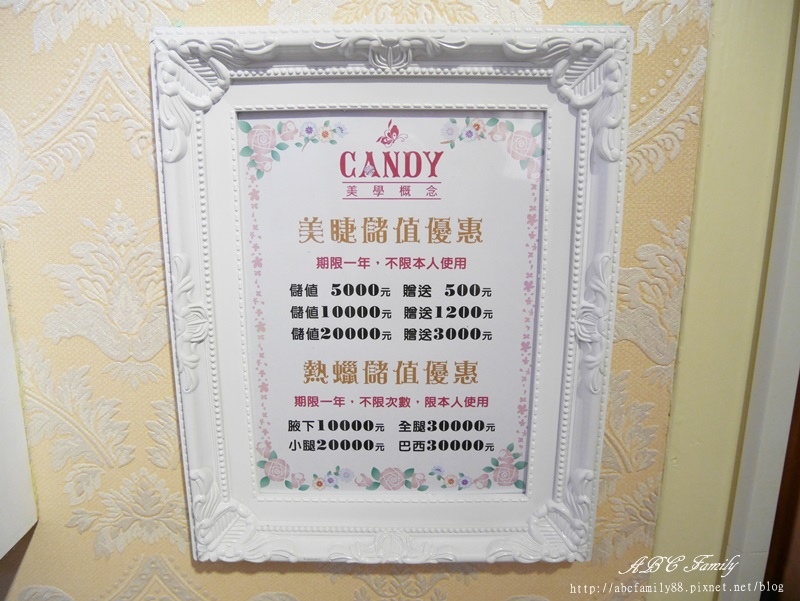 CANDY
美學概念
美睫儲值優惠
期限一年，不限本人使用
儲值 5000元 贈送 500元
儲值10000元 贈送1200元
儲值20000元 贈送3000元
熱蠟儲值優惠
期限一年，不限次數，限本人使用
腋下10000元 全腿30000元
小腿20000元 巴西30000元
ABC Family
http://abcfamily88.pixnet.net/blog